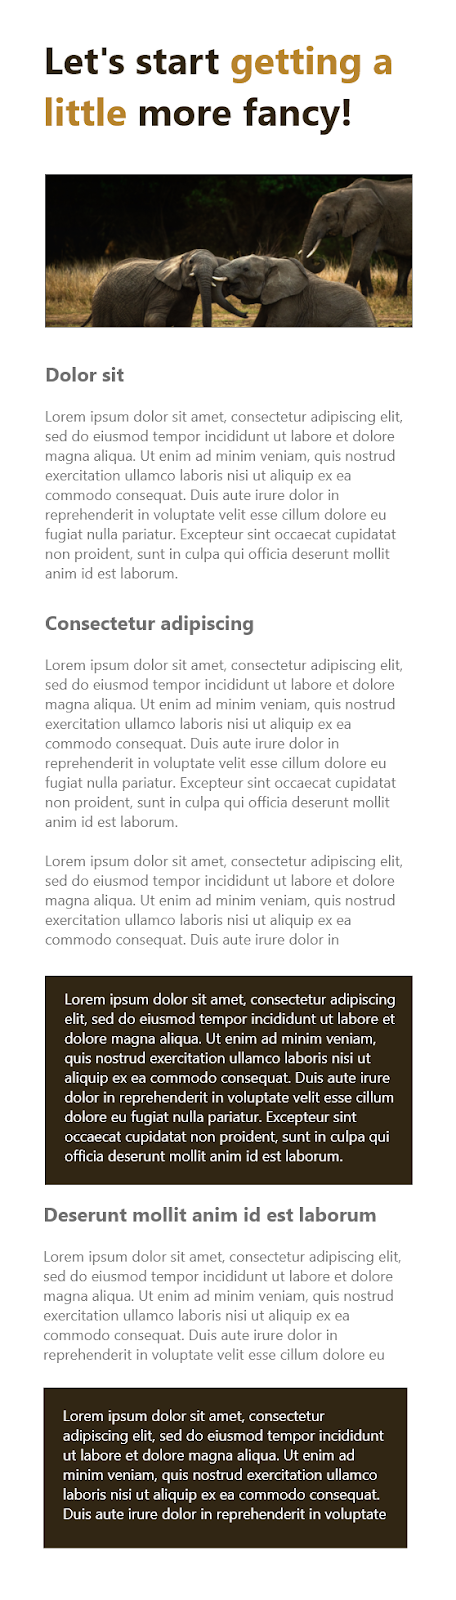 Let's start getting a
little more fancy!
Dolor sit
Lorem ipsum dolor sit amet, consectetur adipiscing elit,
sed do eiusmod tempor incididunt ut labore et dolore
magna aliqua. Ut enim ad minim veniam, quis nostrud
exercitation ullamco laboris nisi ut aliquip ex ea
commodo consequat. Duis aute irure dolor in
reprehenderit in voluptate velit esse cillum dolore eu
fugiat nulla pariatur. Excepteur sint occaecat cupidatat
non proident, sunt in culpa qui officia deserunt mollit
anim id est laborum.
Consectetur adipiscing
Lorem ipsum dolor sit amet, consectetur adipiscing elit,
sed do eiusmod tempor incididunt ut labore et dolore
magna aliqua. Ut enim ad minim veniam, quis nostrud
exercitation ullamco laboris nisi ut aliquip ex ea
commodo consequat. Duis aute irure dolor in
reprehenderit in voluptate velit esse cillum dolore eu
fugiat nulla pariatur. Excepteur sint occaecat cupidatat
non proident, sunt in culpa qui officia deserunt mollit
anim id est laborum.
Lorem ipsum dolor sit amet, consectetur adipiscing elit,
sed do eiusmod tempor incididunt ut labore et dolore
magna aliqua. Ut enim ad minim veniam, quis nostrud
exercitation ullamco laboris nisi ut aliquip ex ea
commodo consequat. Duis aute irure dolor in
Lorem ipsum dolor sit amet, consectetur adipiscing
elit, sed do eiusmod tempor incididunt ut labore et
dolore magna aliqua. Ut enim ad minim veniam,
quis nostrud exercitation ullamco laboris nisi ut
aliquip ex ea commodo consequat. Duis aute irure
dolor in reprehenderit in voluptate velit esse cillum
dolore eu fugiat nulla pariatur. Excepteur sint
occaecat cupidatat non proident, sunt in culpa qui
officia deserunt mollit anim id est laborum.
Deserunt mollit anim id est laborum
Lorem ipsum dolor sit amet, consectetur adipiscing elit,
sed do eiusmod tempor incididunt ut labore et dolore
magna aliqua. Ut enim ad minim veniam, quis nostrud
exercitation ullamco laboris nisi ut aliquip ex ea
commodo consequat. Duis aute irure dolor in
reprehenderit in voluptate velit esse cillum dolore eu
Lorem ipsum dolor sit amet, consectetur
adipiscing elit, sed do eiusmod tempor incididunt
ut labore et dolore magna aliqua. Ut enim ad
minim veniam, quis nostrud exercitation ullamco
laboris nisi ut aliquip ex ea commodo consequat.
Duis aute irure dolor in reprehenderit in voluptate